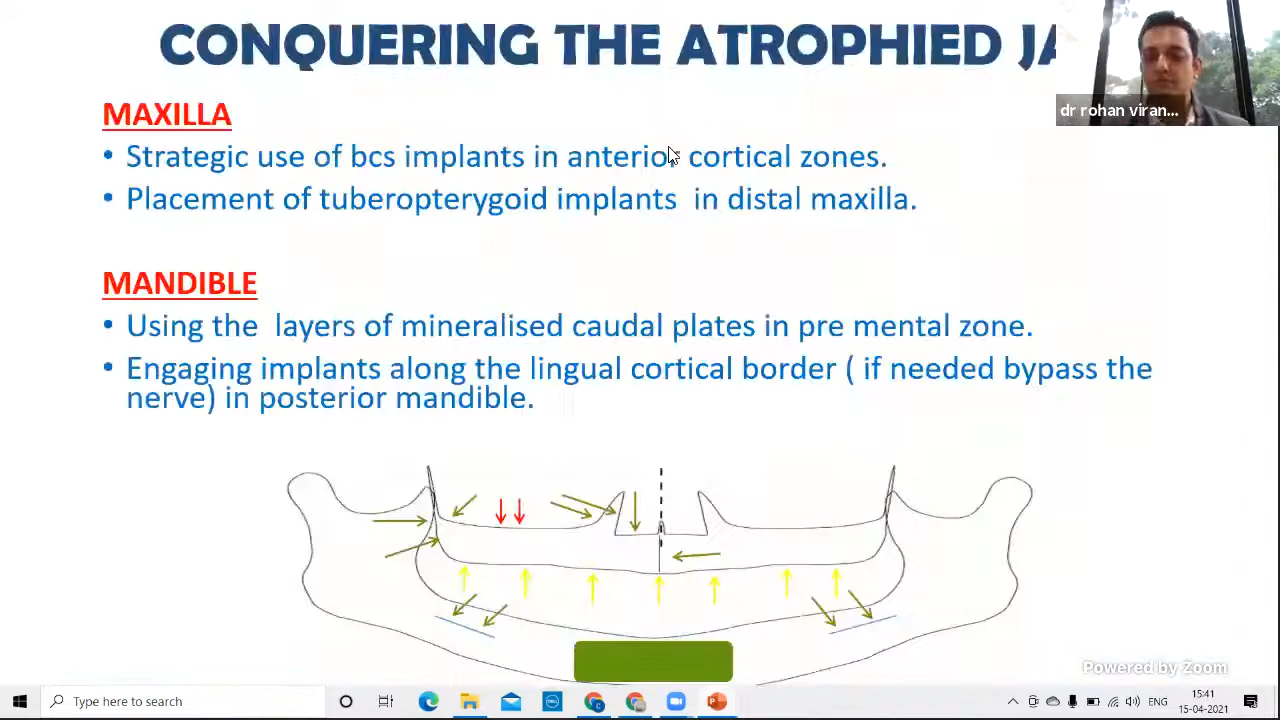 CONQUERING THE ATROPHIED JA
dr rohan viran...
MAXILLA
• Strategic use of bcs implants in anterior cortical zones.
• Placement of tuberopterygoid implants in distal maxilla.
MANDIBLE
• Using the layers of mineralised caudal plates in pre mental zone.
• Engaging implants along the lingual cortical border ( if needed bypass the
nerve) in posterior mandible.
Powered by Zoom
Type here to search
ENG
15:41
15-04-2021